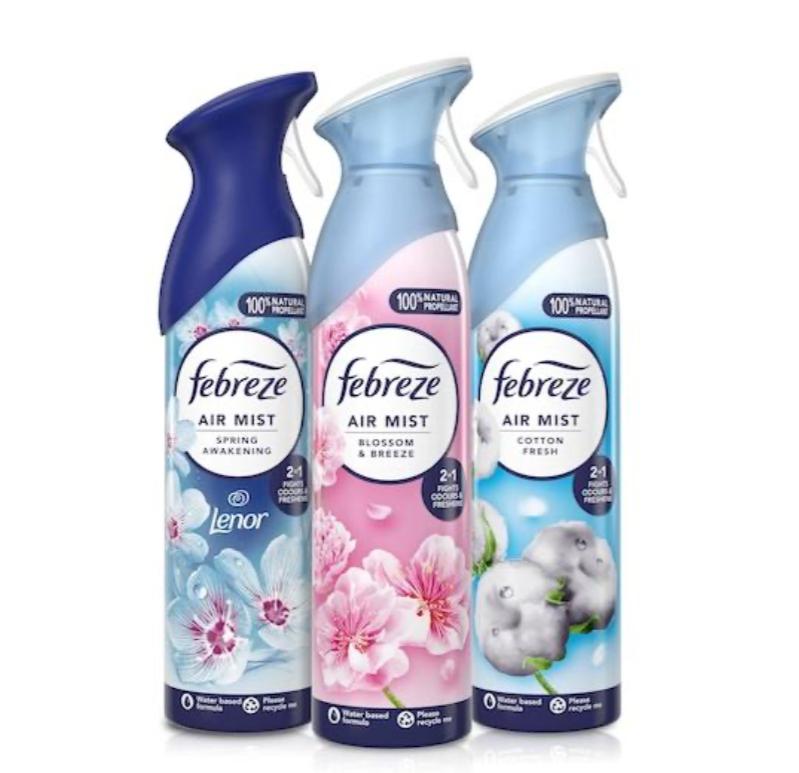 100% NATURAL
PROPELLANT
febreze
AIR MIST
SPRING
AWAKENING
2in1
FIGHTS
ODOURS &
FRESHENS
Lenor
Water based
formula
Please
recycle me
100% NATURAL
PROPELLANT
febreze
AIR MIST
BLOSSOM
& BREEZE
2in1
FIGHTS
ODOURS &
FRESHENS
Water based
formula
Please
recycle me
100% NATURAL
PROPELLANT
febreze
AIR MIST
COTTON
FRESH
2in1
FIGHTS
ODOURS &
FRESHENS
Water based
formula
Please
recycle me